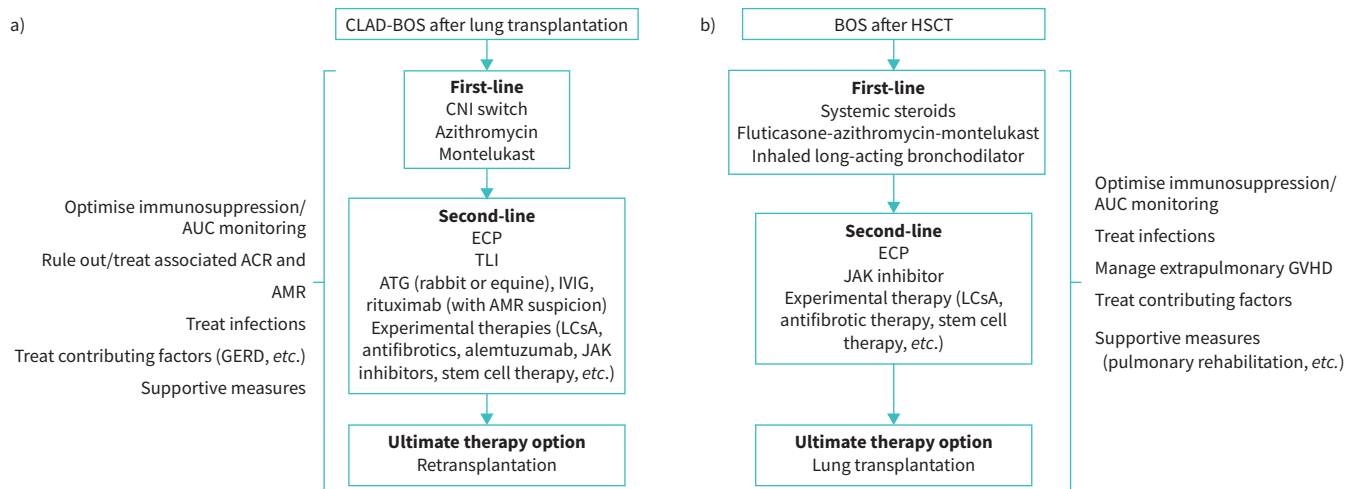 a)
CLAD-BOS after lung transplantation
First-line
CNI switch
Azithromycin
Montelukast
Optimise immunosuppression/
AUC monitoring
Rule out/treat associated ACR and
AMR
Treat infections
Treat contributing factors (GERD, etc.)
Supportive measures
Second-line
ECP
TLI
ATG (rabbit or equine), IVIG,
rituximab (with AMR suspicion)
Experimental therapies (LCsA,
antifibrotics, alemtuzumab, JAK
inhibitors, stem cell therapy, etc.)
Ultimate therapy option
Retransplantation
b)
BOS after HSCT
First-line
Systemic steroids
Fluticasone-azithromycin-montelukast
Inhaled long-acting bronchodilator
Second-line
ECP
JAK inhibitor
Experimental therapy (LCsA,
antifibrotic therapy, stem cell
therapy, etc.)
Ultimate therapy option
Lung transplantation
Optimise immunosuppression/
AUC monitoring
Treat infections
Manage extrapulmonary GVHD
Treat contributing factors
Supportive measures
(pulmonary rehabilitation, etc.)